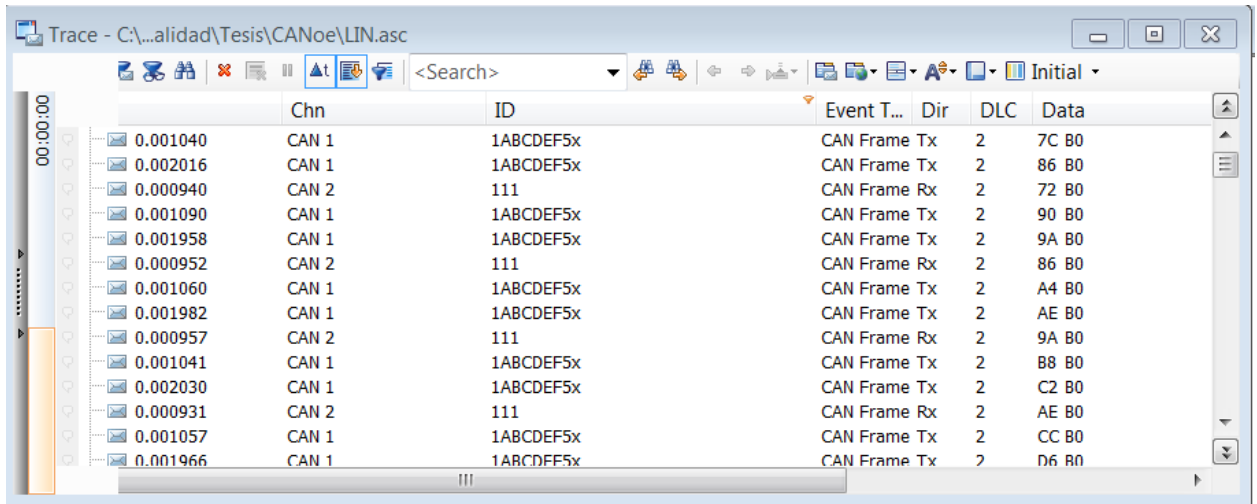 Trace - C:\...alidad\Tesis\CANoe\LIN.asc
Δt <Search> A Initial
00:00:00
Chn ID Event T... Dir DLC Data
0.001040 CAN 1 1ABCDEF5x CAN Frame Tx 2 7C B0
0.002016 CAN 1 1ABCDEF5x CAN Frame Tx 2 86 B0
0.000940 CAN 2 111 CAN Frame Rx 2 72 B0
0.001090 CAN 1 1ABCDEF5x CAN Frame Tx 2 90 B0
0.001958 CAN 1 1ABCDEF5x CAN Frame Tx 2 9A B0
0.000952 CAN 2 111 CAN Frame Rx 2 86 B0
0.001060 CAN 1 1ABCDEF5x CAN Frame Tx 2 A4 B0
0.001982 CAN 1 1ABCDEF5x CAN Frame Tx 2 AE B0
0.000957 CAN 2 111 CAN Frame Rx 2 9A B0
0.001041 CAN 1 1ABCDEF5x CAN Frame Tx 2 B8 B0
0.002030 CAN 1 1ABCDEF5x CAN Frame Tx 2 C2 B0
0.000931 CAN 2 111 CAN Frame Rx 2 AE B0
0.001057 CAN 1 1ABCDEF5x CAN Frame Tx 2 CC B0
0.001966 CAN 1 1ABCDEF5x CAN Frame Tx 2 D6 B0